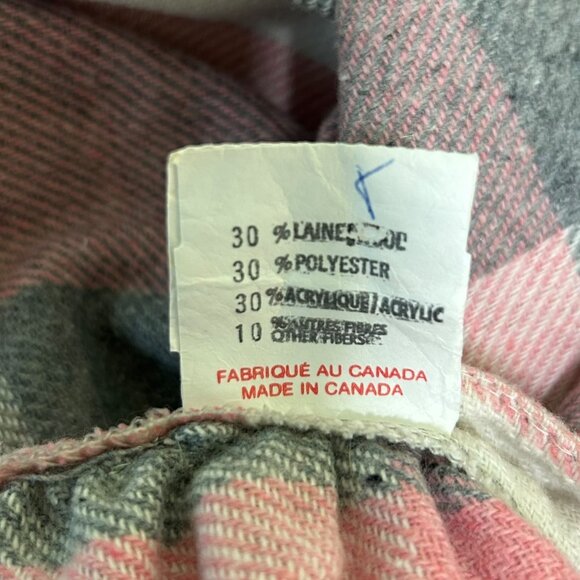 30 %LAINE/WOOL
30 %POLYESTER
30 %ACRYLIQUE/ACRYLIC
10 %AUTRES FIBRES
OTHER FIBERS
FABRIQUÉ AU CANADA
MADE IN CANADA